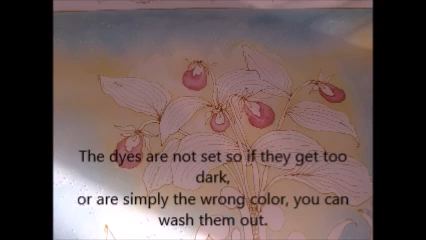 The dyes are not set so if they get too
dark,
or are simply the wrong color, you can
wash them out.